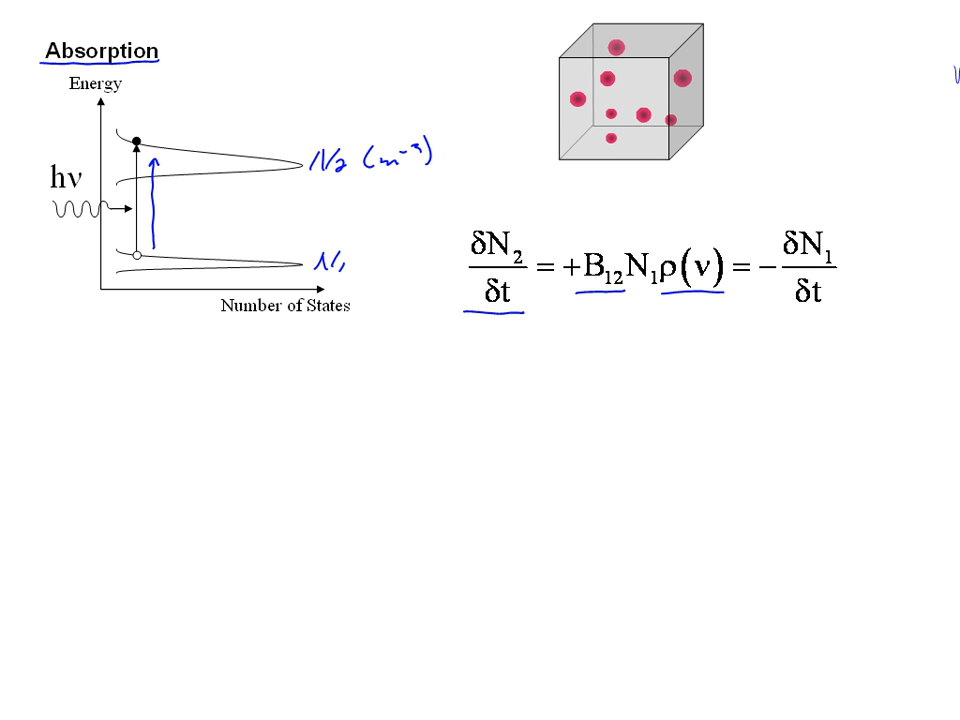 Absorption
Energy
N₂ (m⁻³)
hν
N₁
Number of States
δN₂/δt = +B₁₂N₁ρ(ν) = −δN₁/δt